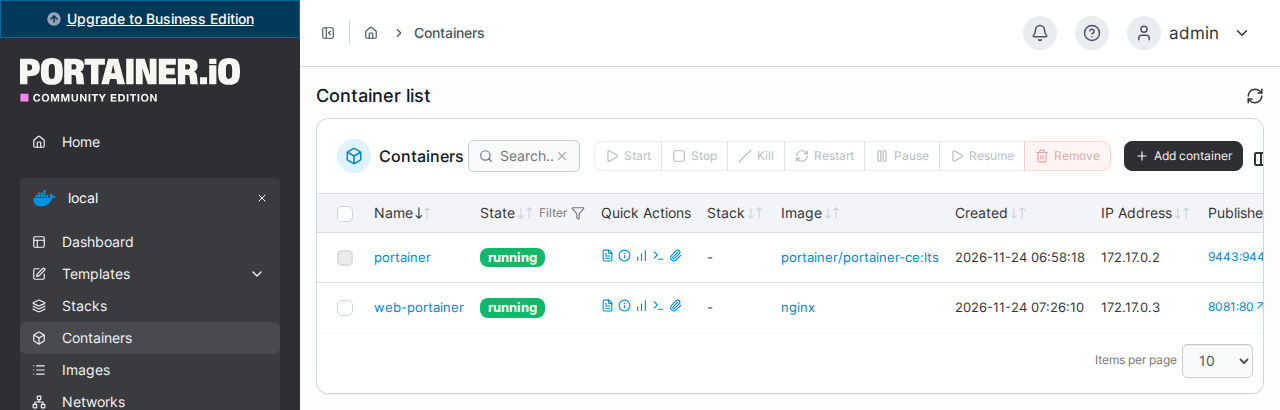 Upgrade to Business Edition
PORTAINER.iO
COMMUNITY EDITION
Home
local
Dashboard
Templates
Stacks
Containers
Images
Networks
Containers
admin
Container list
Containers
Search..
Start
Stop
Kill
Restart
Pause
Resume
Remove
Add container
Name State Filter Quick Actions Stack Image Created IP Address Publishe
portainer running - portainer/portainer-ce:lts 2026-11-24 06:58:18 172.17.0.2 9443:944
web-portainer running - nginx 2026-11-24 07:26:10 172.17.0.3 8081:80
Items per page 10